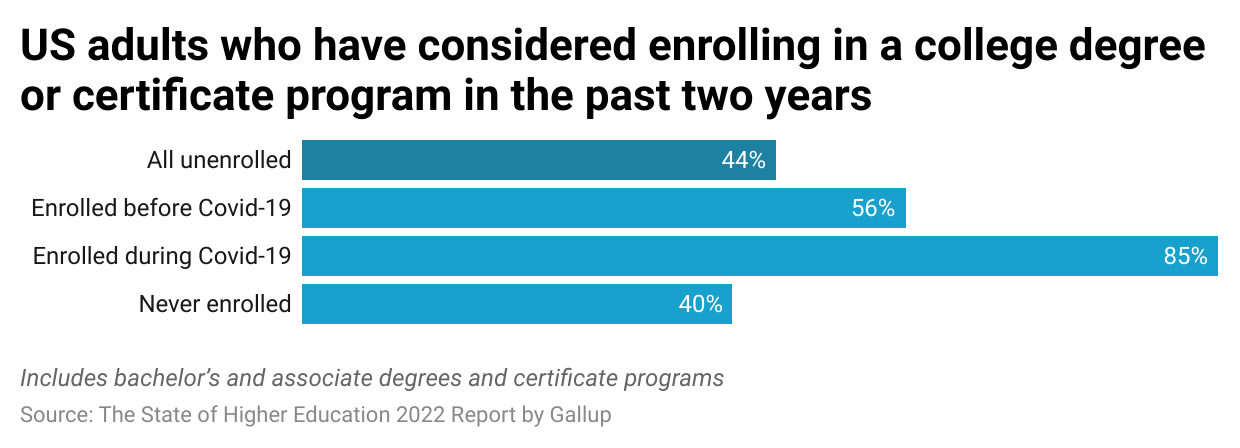 US adults who have considered enrolling in a college degree
or certificate program in the past two years
All unenrolled 44%
Enrolled before Covid-19 56%
Enrolled during Covid-19 85%
Never enrolled 40%
Includes bachelor’s and associate degrees and certificate programs
Source: The State of Higher Education 2022 Report by Gallup